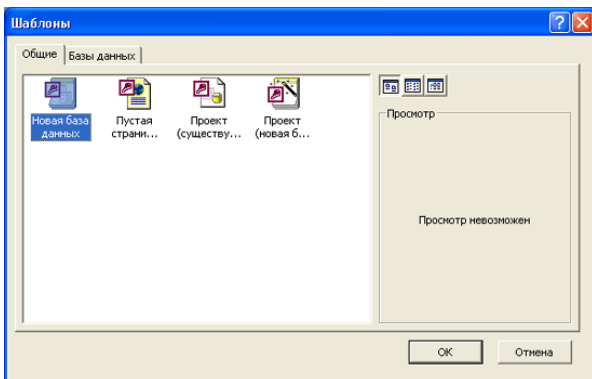 Шаблоны
Общие
Базы данных
Новая база
данных
Пустая
страни...
Проект
(существу...
Проект
(новая б...
Просмотр
Просмотр невозможен
ОК
Отмена